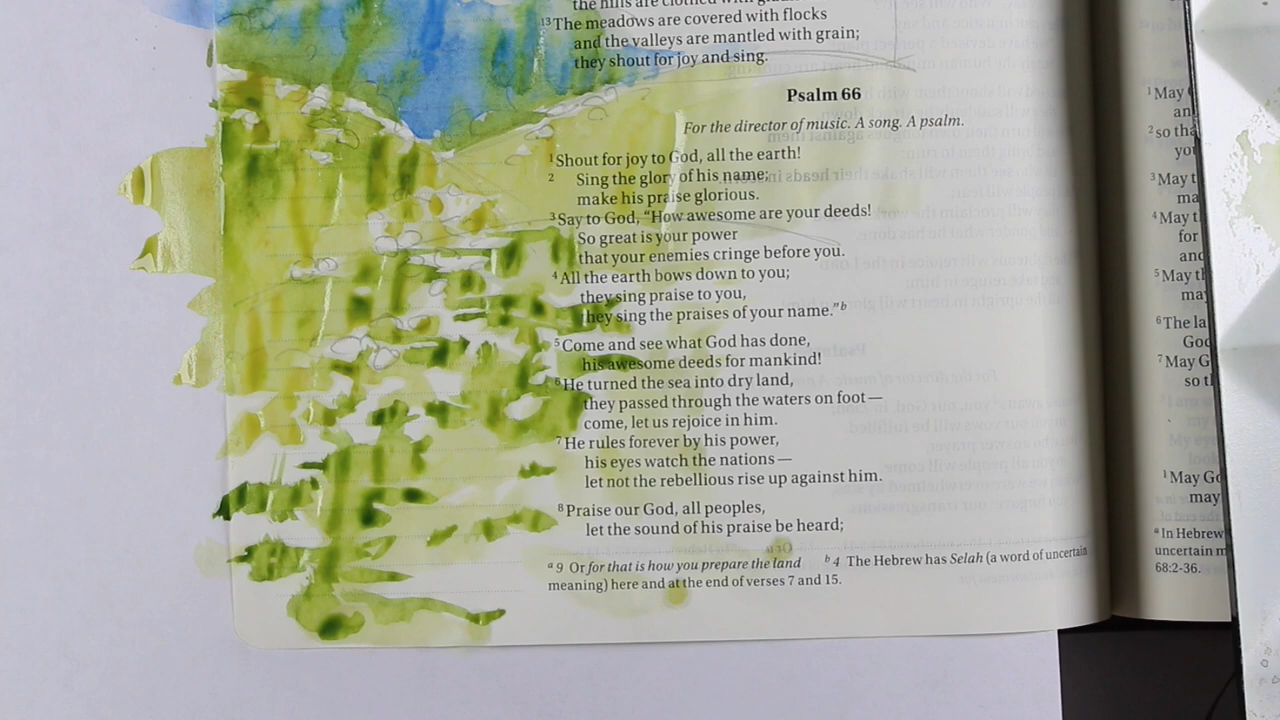 the hills are clothed with
13 The meadows are covered with flocks
and the valleys are mantled with grain;
they shout for joy and sing.
Psalm 66
For the director of music. A song. A psalm.
1 Shout for joy to God, all the earth!
2 Sing the glory of his name;
make his praise glorious.
3 Say to God, “How awesome are your deeds!
So great is your power
that your enemies cringe before you.
4 All the earth bows down to you;
they sing praise to you,
they sing the praises of your name.” b
5 Come and see what God has done,
his awesome deeds for mankind!
6 He turned the sea into dry land,
they passed through the waters on foot—
come, let us rejoice in him.
7 He rules forever by his power,
his eyes watch the nations—
let not the rebellious rise up against him.
8 Praise our God, all peoples,
let the sound of his praise be heard;
a 9 Or for that is how you prepare the land b 4 The Hebrew has Selah (a word of uncertain
meaning) here and at the end of verses 7 and 15.
1 May
2 so
3 May
4 May
for
5 May
may
6 The
7 May
so
1 May
may
a In Hebrew
uncertain
68:2-36.